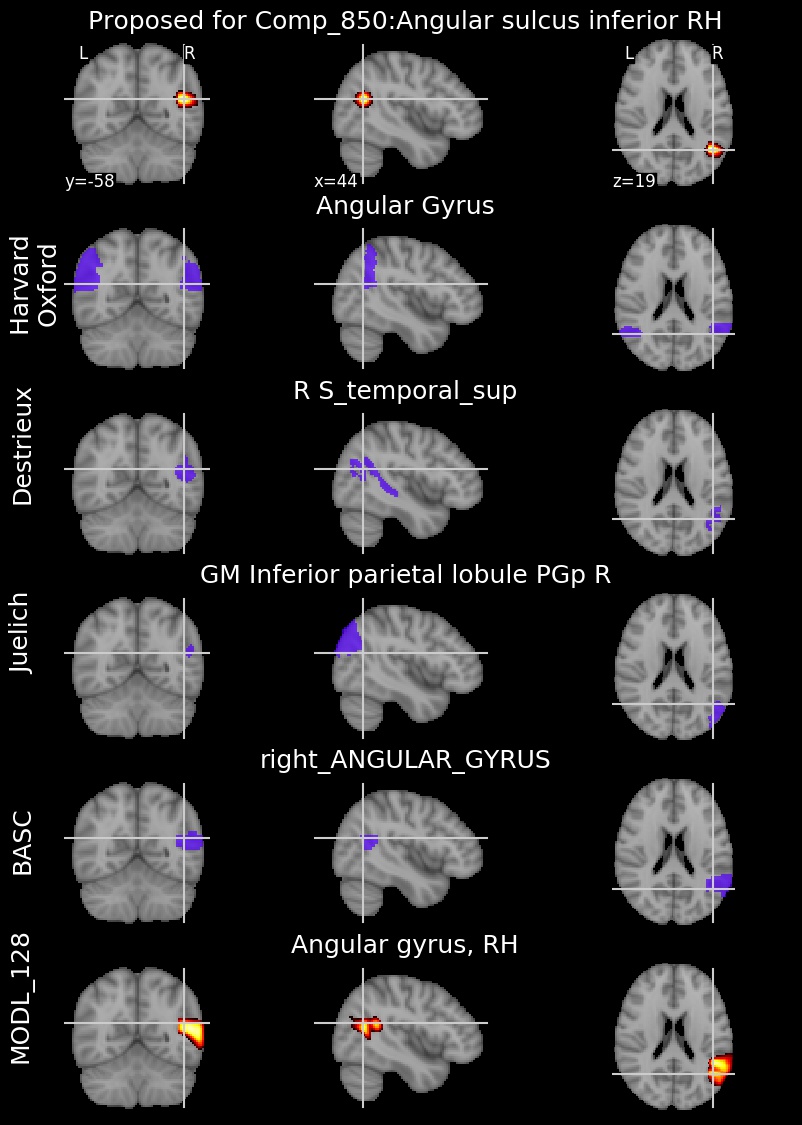 Proposed for Comp_850:Angular sulcus inferior RH
L R
L R
y=-58
x=44
z=19
Angular Gyrus
Harvard
Oxford
R S_temporal_sup
Destrieux
GM Inferior parietal lobule PGp R
Juelich
right_ANGULAR_GYRUS
BASC
Angular gyrus, RH
MODL_128